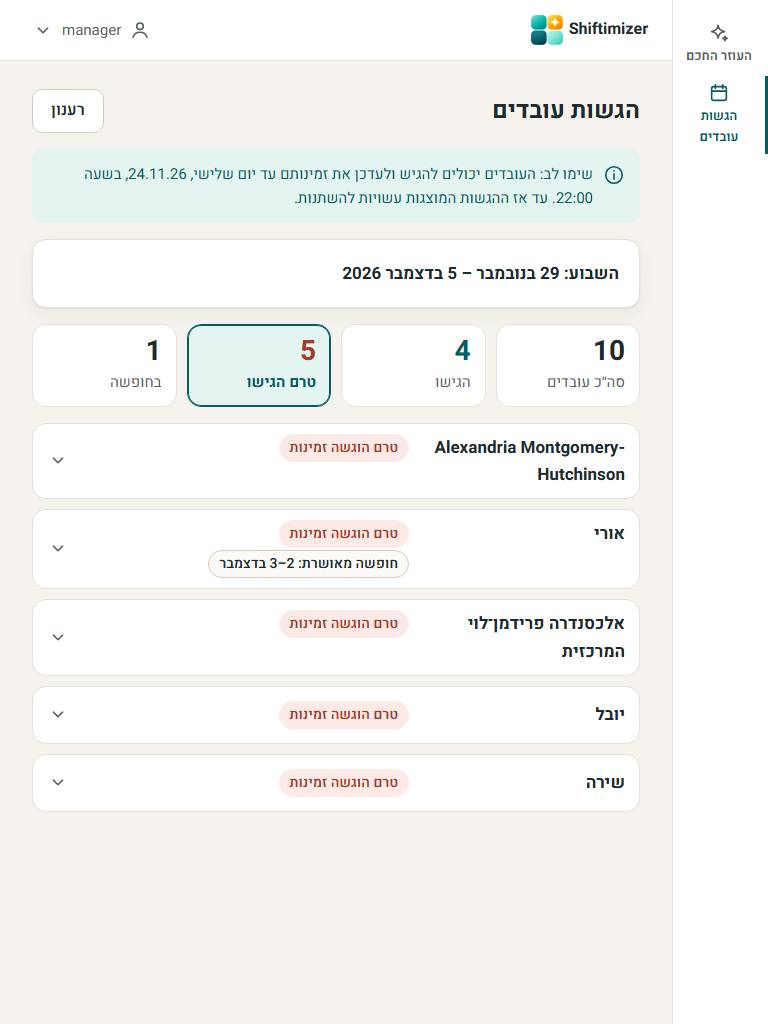 Shiftimizer
manager
העוזר החכם
הגשות
עובדים
הגשות עובדים
רענון
שימו לב: העובדים יכולים להגיש ולעדכן את זמינותם עד יום שלישי, 24.11.26, בשעה
22:00. עד אז ההגשות המוצגות עשויות להשתנות.
השבוע: 29 בנובמבר – 5 בדצמבר 2026
10
סה״כ עובדים
4
הגישו
5
טרם הגישו
1
בחופשה
Alexandria Montgomery-
Hutchinson
טרם הוגשה זמינות
אורי
טרם הוגשה זמינות
חופשה מאושרת: 2–3 בדצמבר
אלכסנדרה פרידמן־לוי
המרכזית
טרם הוגשה זמינות
יובל
טרם הוגשה זמינות
שירה
טרם הוגשה זמינות